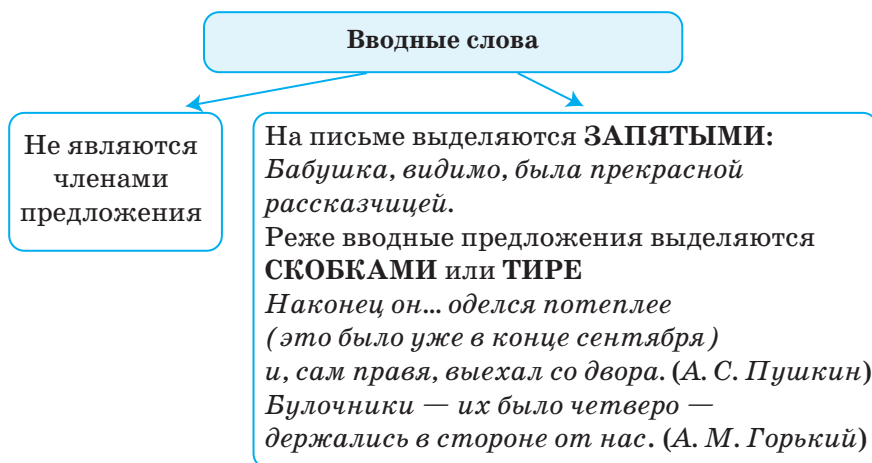 Вводные слова
Не являются
членами
предложения
На письме выделяются ЗАПЯТЫМИ:
Бабушка, видимо, была прекрасной
рассказчицей.
Реже вводные предложения выделяются
СКОБКАМИ или ТИРЕ
Наконец он... оделся потеплее
(это было уже в конце сентября)
и, сам правя, выехал со двора. (А. С. Пушкин)
Булочники — их было четверо —
держались в стороне от нас. (А. М. Горький)